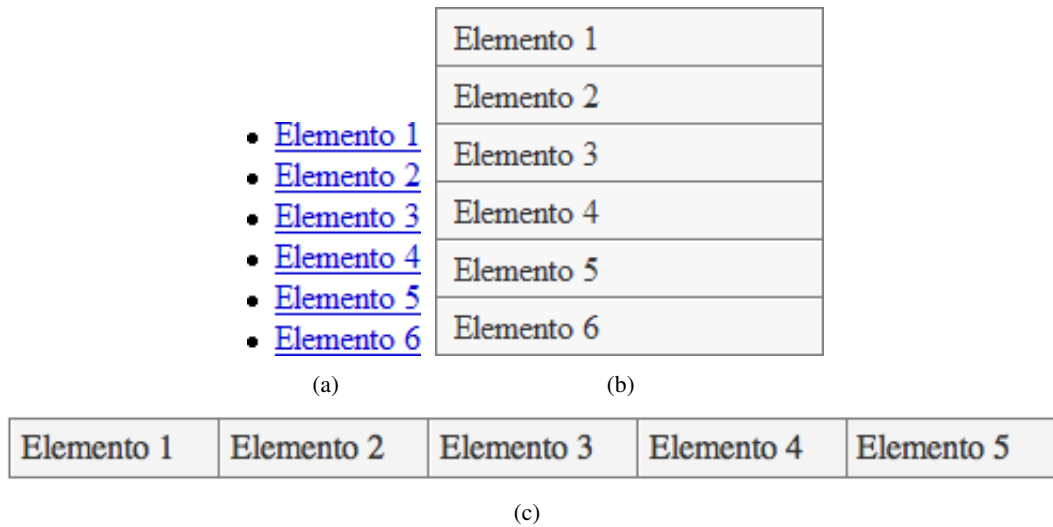 Elemento 1
Elemento 2
Elemento 3
Elemento 4
Elemento 5
Elemento 6
(a)
Elemento 1
Elemento 2
Elemento 3
Elemento 4
Elemento 5
Elemento 6
(b)
Elemento 1 Elemento 2 Elemento 3 Elemento 4 Elemento 5
(c)